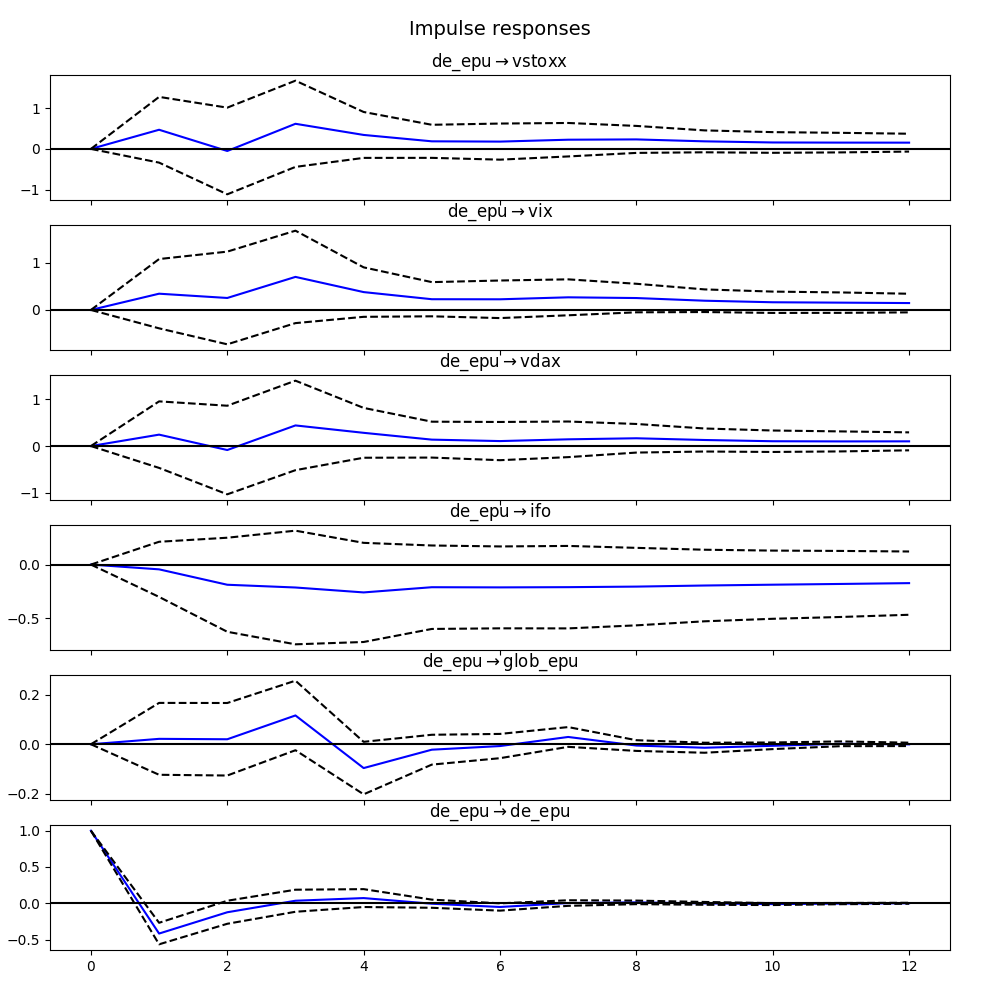 Impulse responses
de_epu→vstoxx
1
0
−1
de_epu→vix
1
0
de_epu→vdax
1
0
−1
de_epu→ifo
0.0
−0.5
de_epu→glob_epu
0.2
0.0
−0.2
de_epu→de_epu
1.0
0.5
0.0
−0.5
0 2 4 6 8 10 12